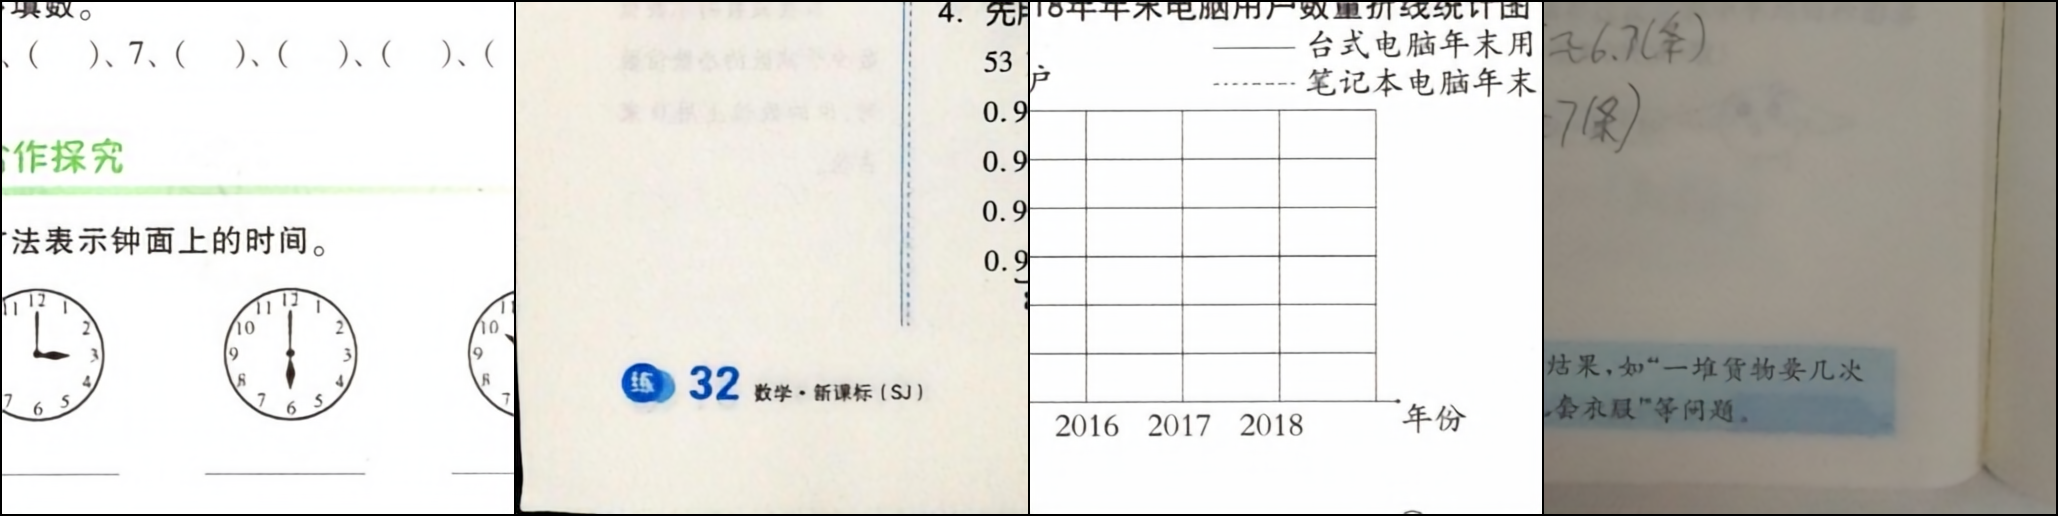 填数。
、(  )、7、(  )、(  )、(  )、(
合作探究
法表示钟面上的时间。
11 12 1
2
3
4
5
6
7
11 12 1
10 2
9 3
8 4
7 6 5
11
10
9
8
7
4. 先
53
0.9
0.9
0.9
0.9
练 32 数学·新课标(SJ)
18年年末电脑用户数量折线统计图
台式电脑年末用
户
笔记本电脑年末
2016 2017 2018 年份
≈6.7(条)
=7(条)
结果,如“一堆货物要几次
套衣服”等问题。